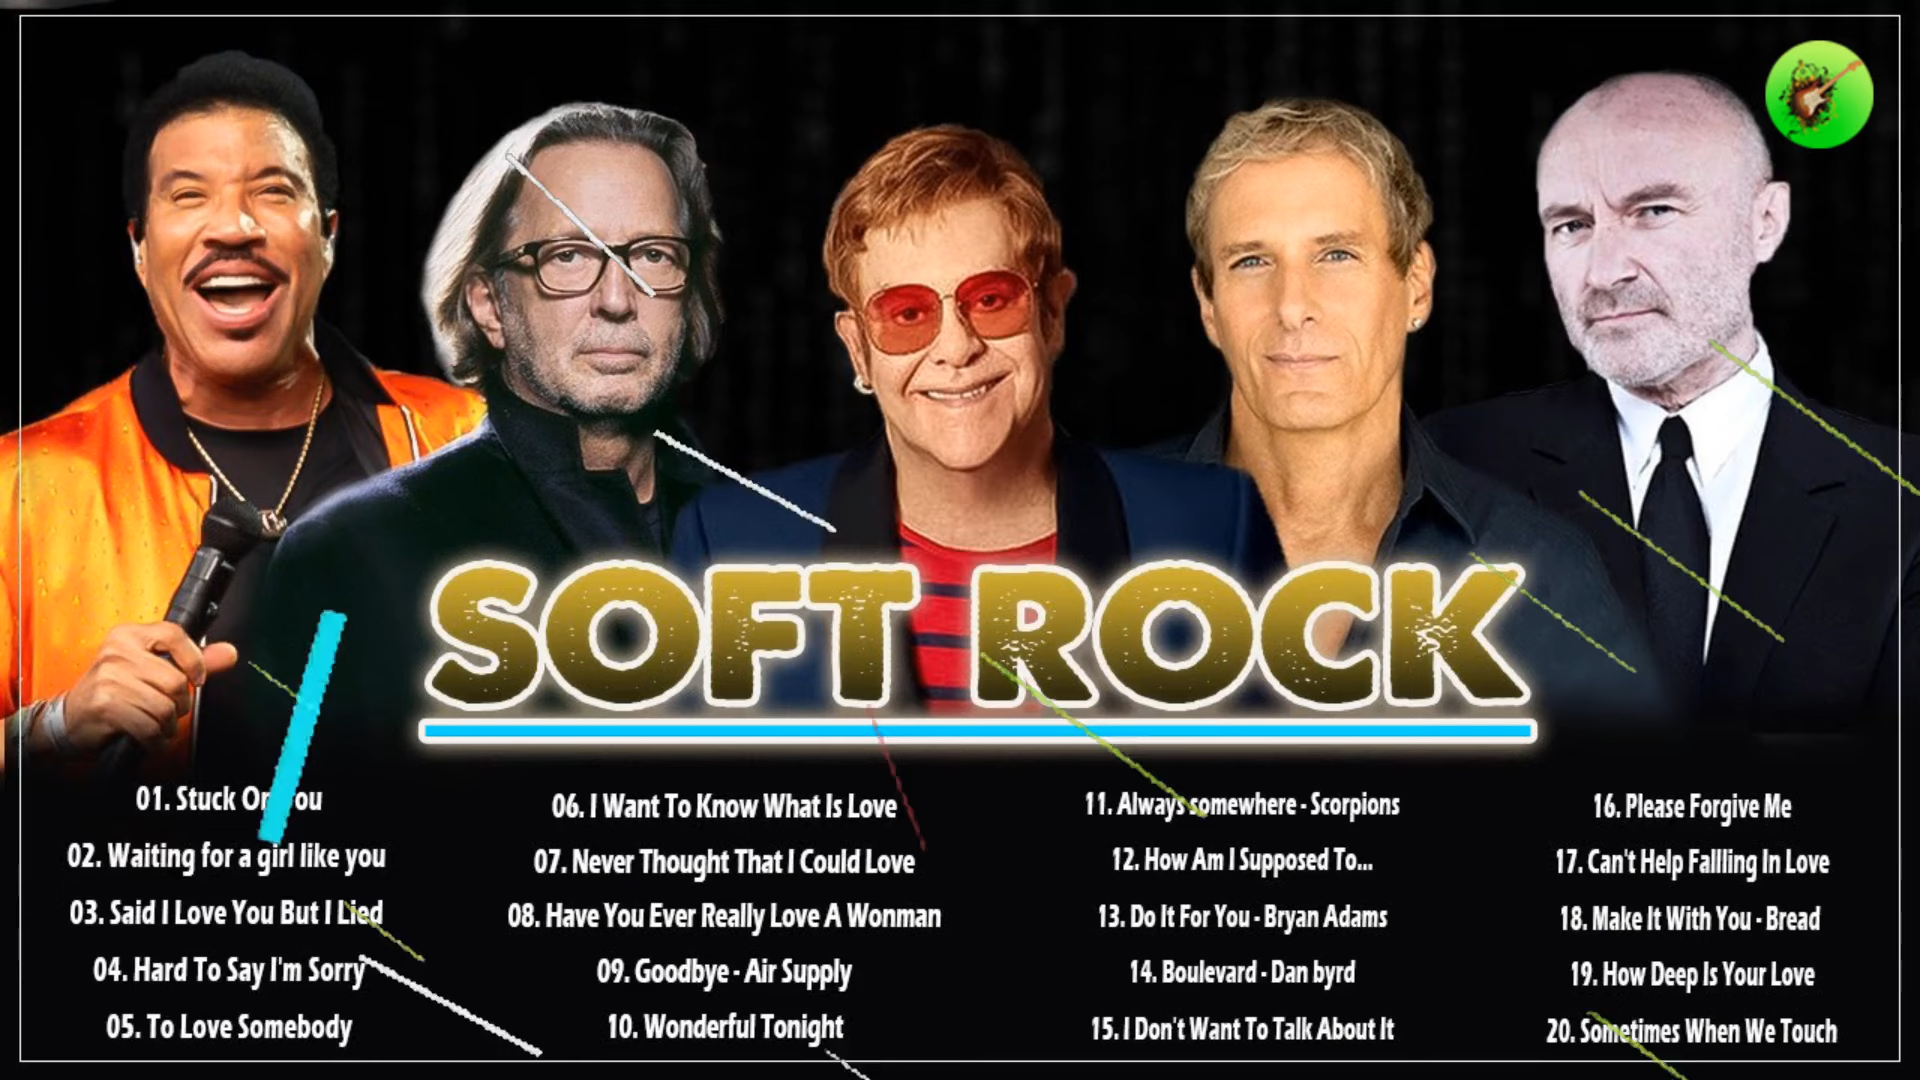 SOFT ROCK
01. Stuck On You
02. Waiting for a girl like you
03. Said I Love You But I Lied
04. Hard To Say I'm Sorry
05. To Love Somebody
06. I Want To Know What Is Love
07. Never Thought That I Could Love
08. Have You Ever Really Love A Wonman
09. Goodbye - Air Supply
10. Wonderful Tonight
11. Always somewhere - Scorpions
12. How Am I Supposed To...
13. Do It For You - Bryan Adams
14. Boulevard - Dan byrd
15. I Don't Want To Talk About It
16. Please Forgive Me
17. Can't Help Fallling In Love
18. Make It With You - Bread
19. How Deep Is Your Love
20. Sometimes When We Touch